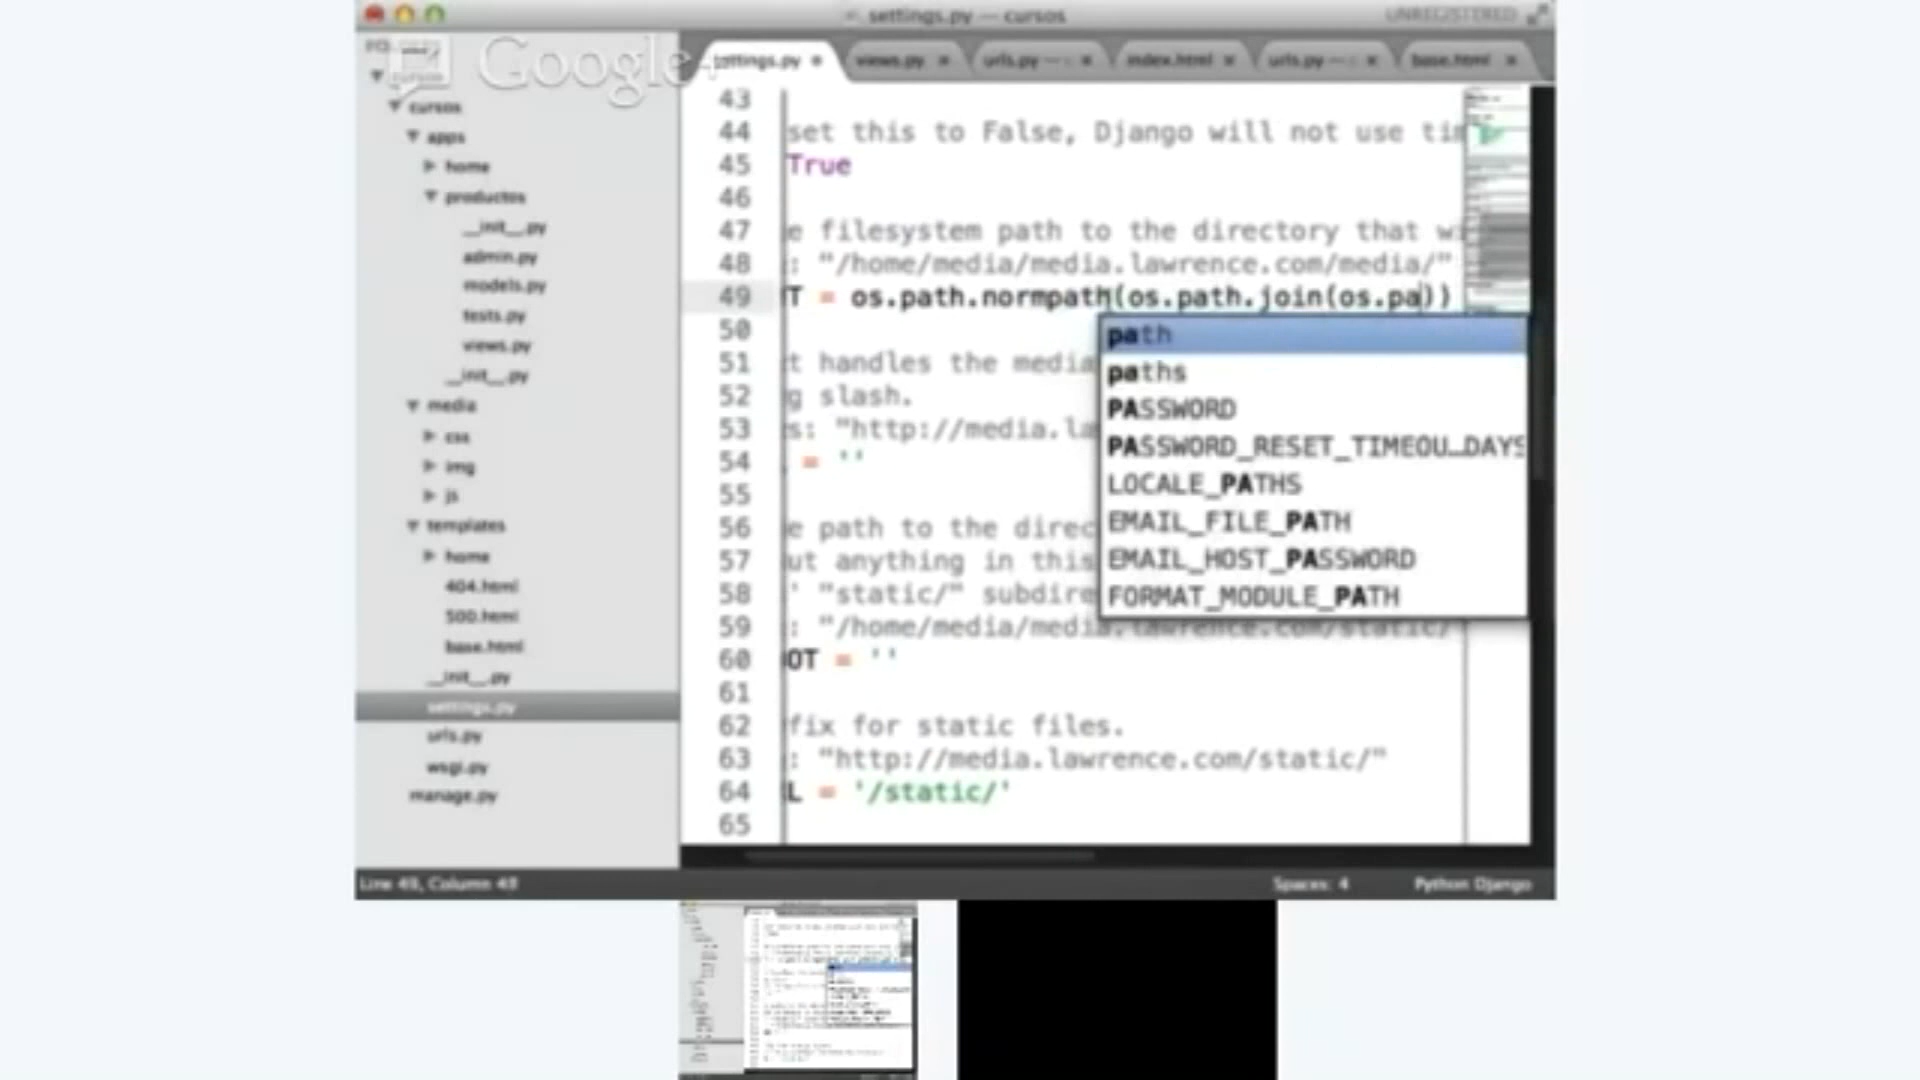 settings.py — cursos
UNREGISTERED
Google+
settings.py
views.py
urls.py —
index.html
urls.py —
base.html
cursos
cursos
apps
home
productos
__init__.py
admin.py
models.py
tests.py
views.py
__init__.py
media
css
img
js
templates
home
404.html
500.html
base.html
__init__.py
settings.py
urls.py
wsgi.py
manage.py
43
44 set this to False, Django will not use ti
45 True
46
47 e filesystem path to the directory that w
48 : "/home/media/media.lawrence.com/media/"
49 T = os.path.normpath(os.path.join(os.pa))
50
51 t handles the media
52 g slash.
53 s: "http://media.la
54 = ''
55
56 e path to the direc
57 ut anything in this
58 ' "static/" subdire
59 : "/home/media/media.lawrence.com/static/
60 OT = ''
61
62 fix for static files.
63 : "http://media.lawrence.com/static/"
64 L = '/static/'
65
path
paths
PASSWORD
PASSWORD_RESET_TIMEOU…DAYS
LOCALE_PATHS
EMAIL_FILE_PATH
EMAIL_HOST_PASSWORD
FORMAT_MODULE_PATH
Line 49, Column 49
Spaces: 4
Python Django